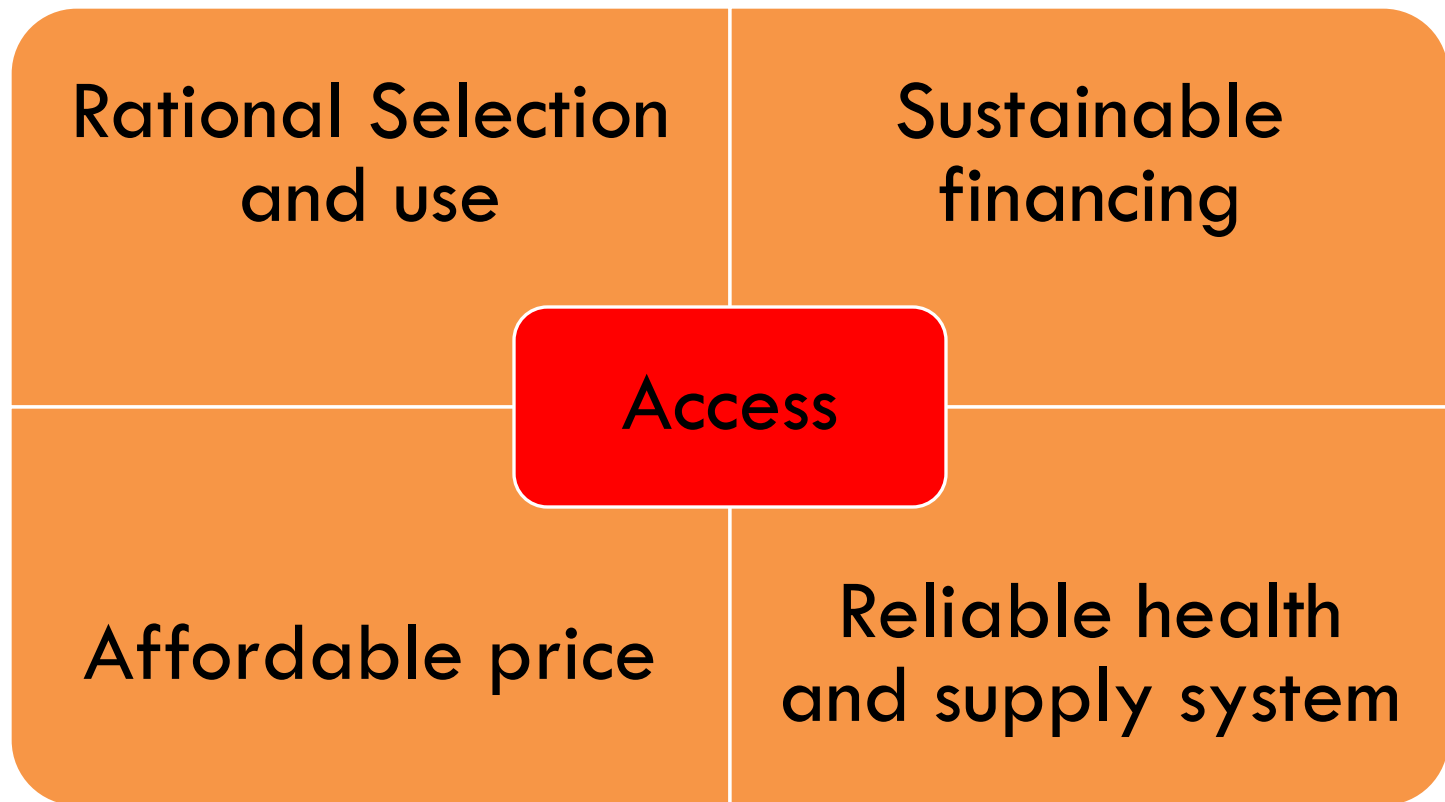 Rational Selection
and use
Sustainable
financing
Access
Affordable price
Reliable health
and supply system